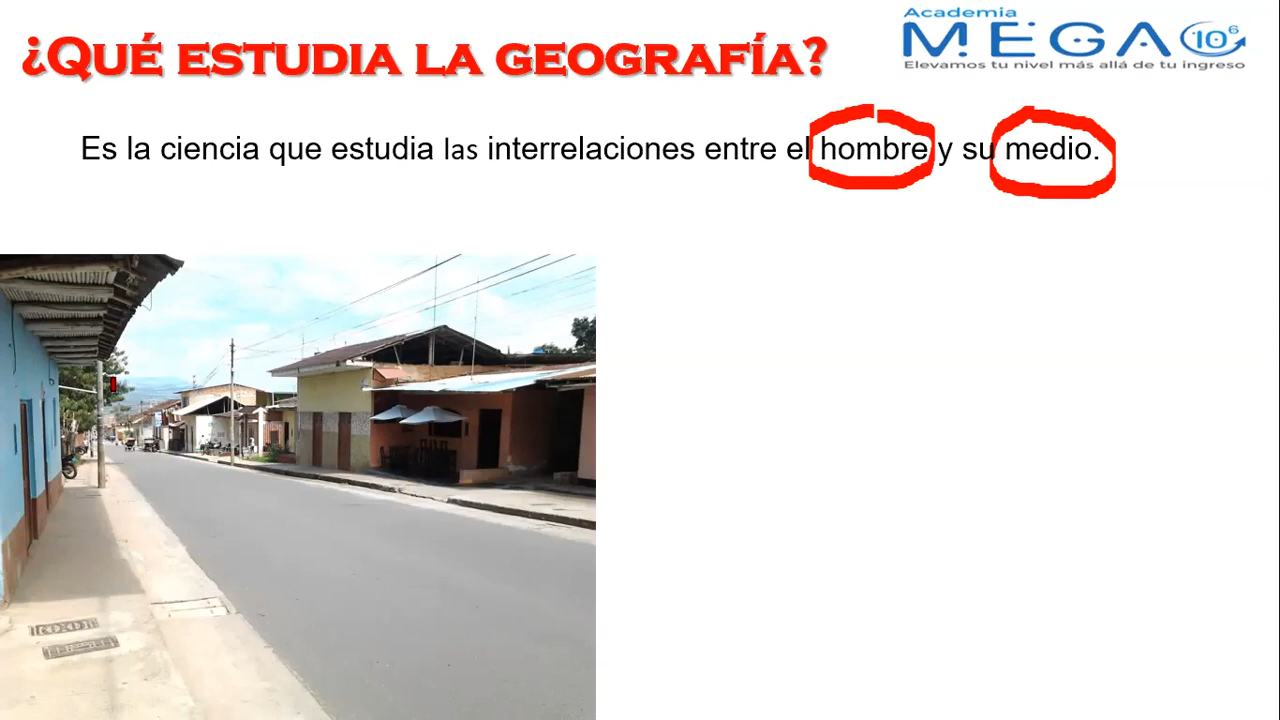 ¿QUÉ ESTUDIA LA GEOGRAFÍA?
Academia
MEGA 10⁶
Elevamos tu nivel más allá de tu ingreso
Es la ciencia que estudia las interrelaciones entre el hombre y su medio.